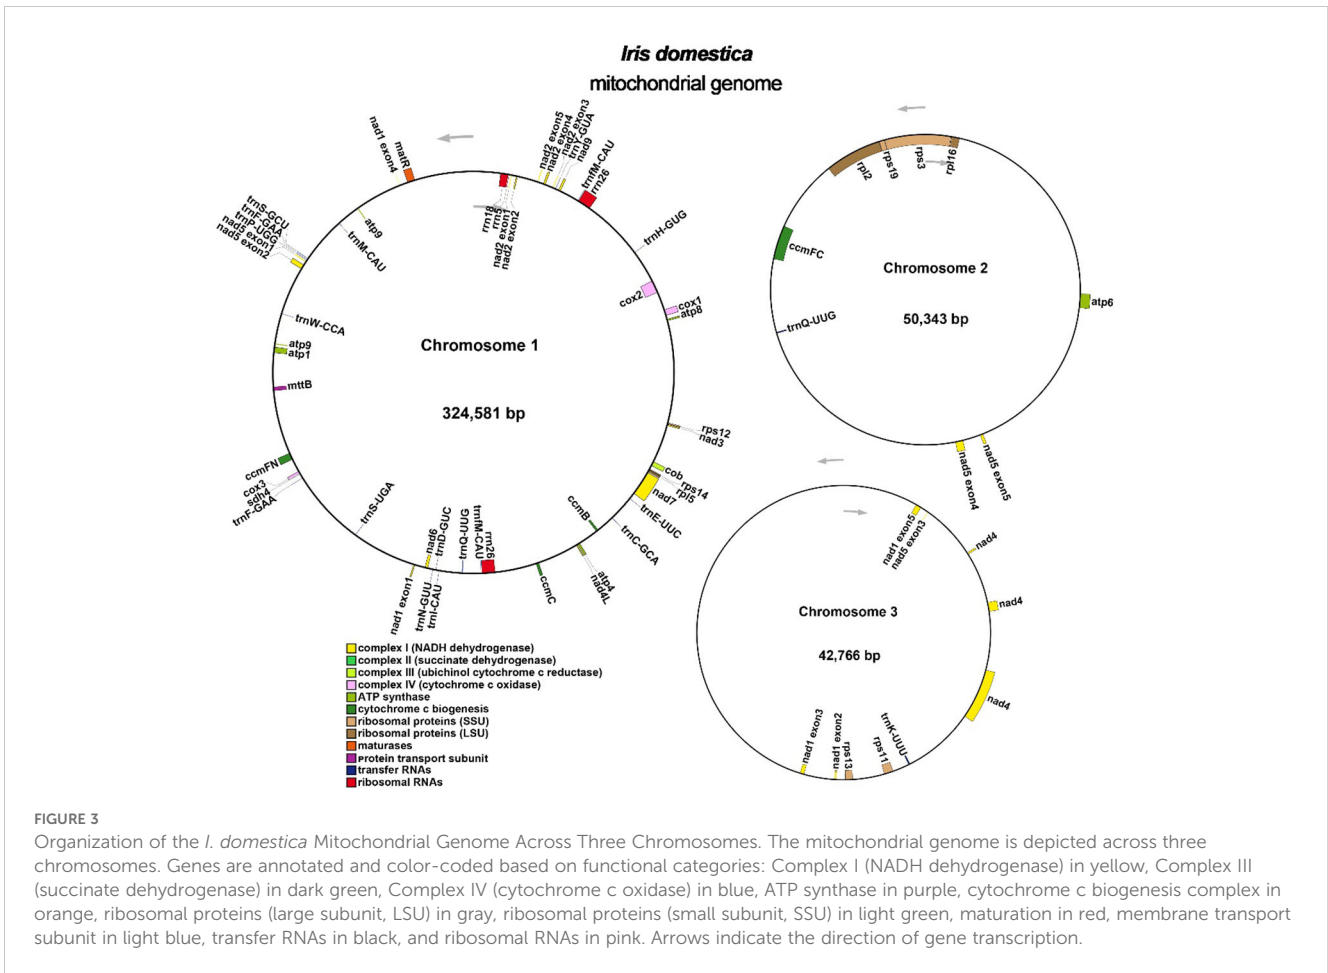 Iris domestica
mitochondrial genome
nad1 exon4
matR
nad2 exon5
nad2 exon4
nad2 exon3
trnY-GUA
nad9
trnfM-CAU
rrn26
rrn18
rrn5
nad2 exon1
nad2 exon2
trnH-GUG
cox2
cox1
atp8
rps12
nad3
cob
rps14
rpl5
nad7
trnE-UUC
trnC-GCA
ccmB
atp4
nad4L
ccmC
rrn26
trnfM-CAU
trnQ-UUG
trnD-GUC
nad6
trnI-CAU
trnN-GUU
nad1 exon1
trnS-UGA
trnF-GAA
sdh4
cox3
ccmFN
mttB
atp1
atp9
trnW-CCA
nad5 exon2
nad5 exon1
trnP-UGG
trnF-GAA
trnS-GCU
trnM-CAU
atp9
Chromosome 1
324,581 bp
rpl2
rps19
rps3
rpl16
ccmFC
trnQ-UUG
atp6
nad5 exon4
nad5 exon5
Chromosome 2
50,343 bp
nad1 exon5
nad5 exon3
nad4
nad4
nad4
trnK-UUU
rps11
rps13
nad1 exon2
nad1 exon3
Chromosome 3
42,766 bp
complex I (NADH dehydrogenase)
complex II (succinate dehydrogenase)
complex III (ubichinol cytochrome c reductase)
complex IV (cytochrome c oxidase)
ATP synthase
cytochrome c biogenesis
ribosomal proteins (SSU)
ribosomal proteins (LSU)
maturases
Protein transport subunit
transfer RNAs
ribosomal RNAs
FIGURE 3
Organization of the I. domestica Mitochondrial Genome Across Three Chromosomes. The mitochondrial genome is depicted across three
chromosomes. Genes are annotated and color-coded based on functional categories: Complex I (NADH dehydrogenase) in yellow, Complex III
(succinate dehydrogenase) in dark green, Complex IV (cytochrome c oxidase) in blue, ATP synthase in purple, cytochrome c biogenesis complex in
orange, ribosomal proteins (large subunit, LSU) in gray, ribosomal proteins (small subunit, SSU) in light green, maturation in red, membrane transport
subunit in light blue, transfer RNAs in black, and ribosomal RNAs in pink. Arrows indicate the direction of gene transcription.